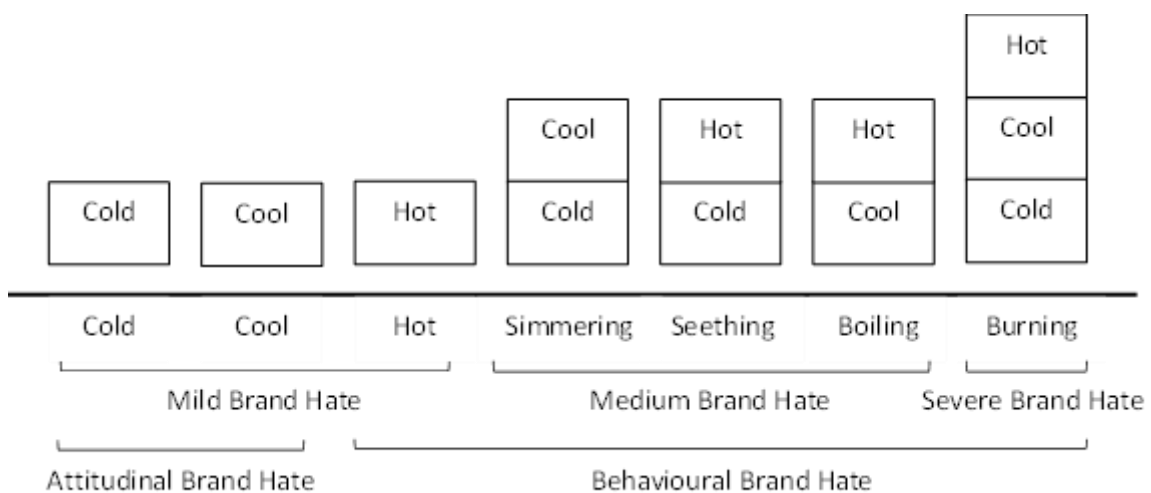 Hot
Cool Hot Hot Cool
Cold Cool Hot Cold Cold Cool Cold
Cold Cool Hot Simmering Seething Boiling Burning
Mild Brand Hate Medium Brand Hate Severe Brand Hate
Attitudinal Brand Hate Behavioural Brand Hate